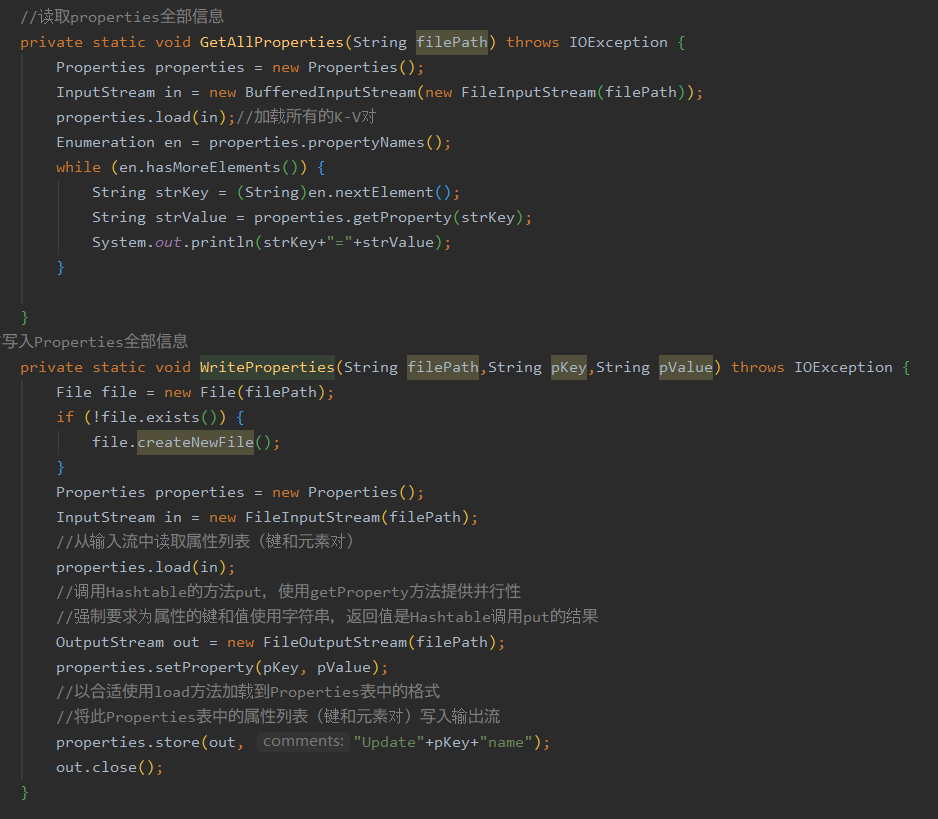 //读取properties全部信息
private static void GetAllProperties(String filePath) throws IOException {
Properties properties = new Properties();
InputStream in = new BufferedInputStream(new FileInputStream(filePath));
properties.load(in);//加载所有的K-V对
Enumeration en = properties.propertyNames();
while (en.hasMoreElements()) {
String strKey = (String)en.nextElement();
String strValue = properties.getProperty(strKey);
System.out.println(strKey+"="+strValue);
}
}
写入Properties全部信息
private static void WriteProperties(String filePath,String pKey,String pValue) throws IOException {
File file = new File(filePath);
if (!file.exists()) {
file.createNewFile();
}
Properties properties = new Properties();
InputStream in = new FileInputStream(filePath);
//从输入流中读取属性列表（键和元素对）
properties.load(in);
//调用Hashtable的方法put，使用getProperty方法提供并行性
//强制要求为属性的键和值使用字符串，返回值是Hashtable调用put的结果
OutputStream out = new FileOutputStream(filePath);
properties.setProperty(pKey, pValue);
//以合适使用load方法加载到Properties表中的格式
//将此Properties表中的属性列表（键和元素对）写入输出流
properties.store(out, comments: "Update"+pKey+"name");
out.close();
}